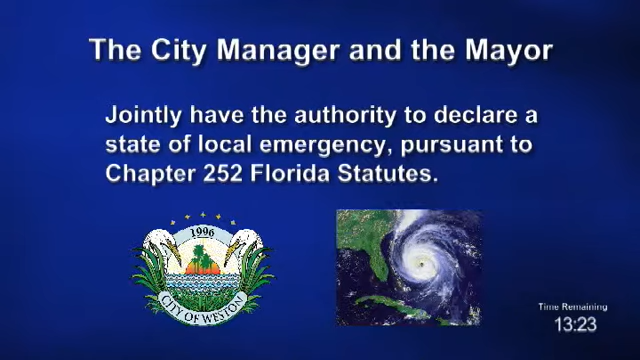 The City Manager and the Mayor
Jointly have the authority to declare a
state of local emergency, pursuant to
Chapter 252 Florida Statutes.
1996
CITY OF WESTON
Time Remaining
13:23